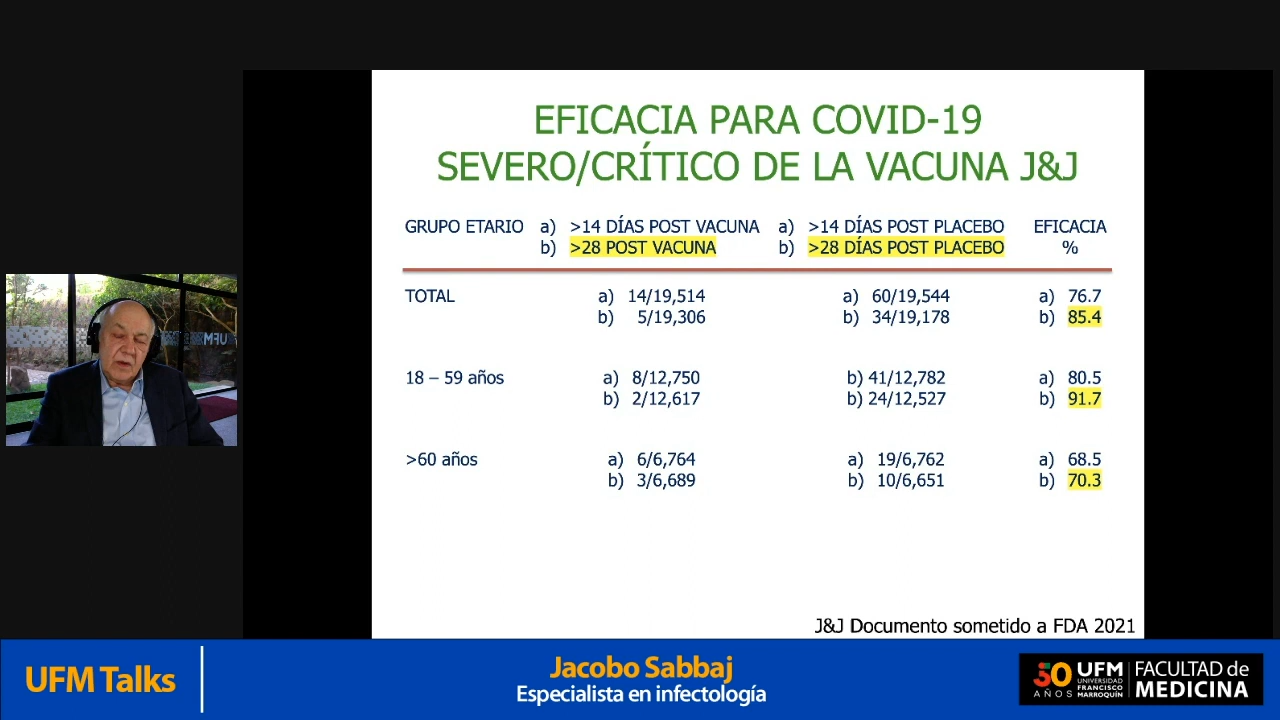 EFICACIA PARA COVID-19
SEVERO/CRÍTICO DE LA VACUNA J&J
GRUPO ETARIO a) >14 DÍAS POST VACUNA a) >14 DÍAS POST PLACEBO EFICACIA
b) >28 POST VACUNA b) >28 DÍAS POST PLACEBO %
TOTAL a) 14/19,514 a) 60/19,544 a) 76.7
b) 5/19,306 b) 34/19,178 b) 85.4
18 – 59 años a) 8/12,750 b) 41/12,782 a) 80.5
b) 2/12,617 b) 24/12,527 b) 91.7
>60 años a) 6/6,764 a) 19/6,762 a) 68.5
b) 3/6,689 b) 10/6,651 b) 70.3
J&J Documento sometido a FDA 2021
UFM
UFM Talks
Jacobo Sabbaj
Especialista en infectología
50 AÑOS
UFM
UNIVERSIDAD
FRANCISCO
MARROQUÍN
FACULTAD de
MEDICINA